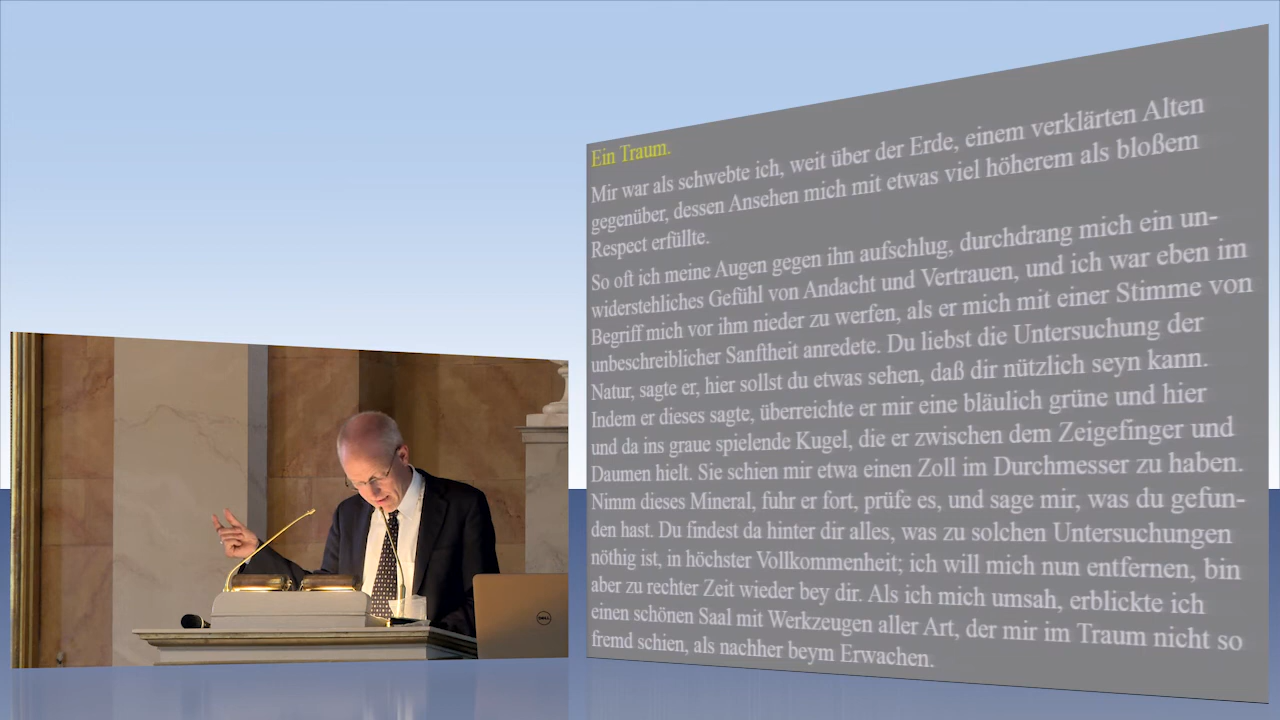 Ein Traum.
Mir war als schwebte ich, weit über der Erde, einem verklärten Alten
gegenüber, dessen Ansehen mich mit etwas viel höherem als bloßem
Respect erfüllte.
So oft ich meine Augen gegen ihn aufschlug, durchdrang mich ein un-
widerstehliches Gefühl von Andacht und Vertrauen, und ich war eben im
Begriff mich vor ihm nieder zu werfen, als er mich mit einer Stimme von
unbeschreiblicher Sanftheit anredete. Du liebst die Untersuchung der
Natur, sagte er, hier sollst du etwas sehen, daß dir nützlich seyn kann.
Indem er dieses sagte, überreichte er mir eine bläulich grüne und hier
und da ins graue spielende Kugel, die er zwischen dem Zeigefinger und
Daumen hielt. Sie schien mir etwa einen Zoll im Durchmesser zu haben.
Nimm dieses Mineral, fuhr er fort, prüfe es, und sage mir, was du gefun-
den hast. Du findest da hinter dir alles, was zu solchen Untersuchungen
nöthig ist, in höchster Vollkommenheit; ich will mich nun entfernen, bin
aber zu rechter Zeit wieder bey dir. Als ich mich umsah, erblickte ich
einen schönen Saal mit Werkzeugen aller Art, der mir im Traum nicht so
fremd schien, als nachher beym Erwachen.
DELL